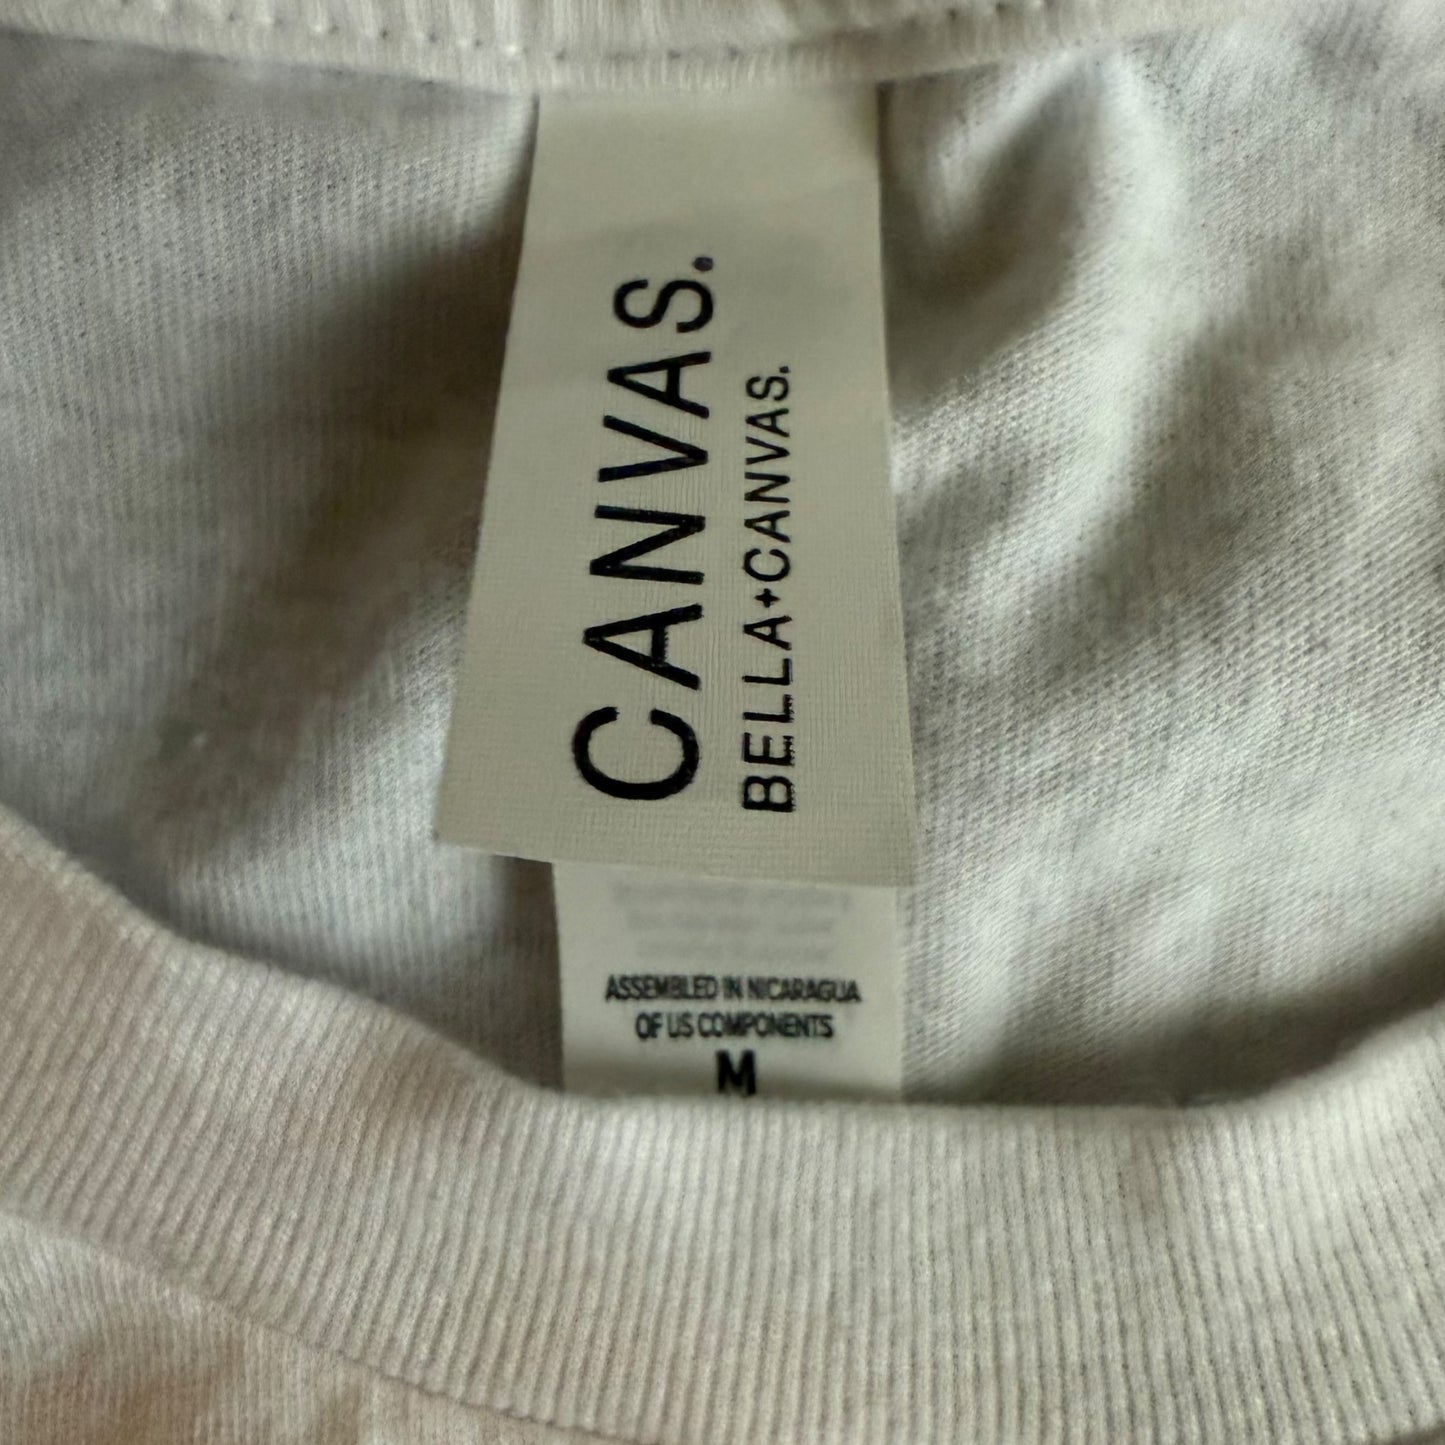 CANVAS.
BELLA+CANVAS.
ASSEMBLED IN NICARAGUA
OF US COMPONENTS
M